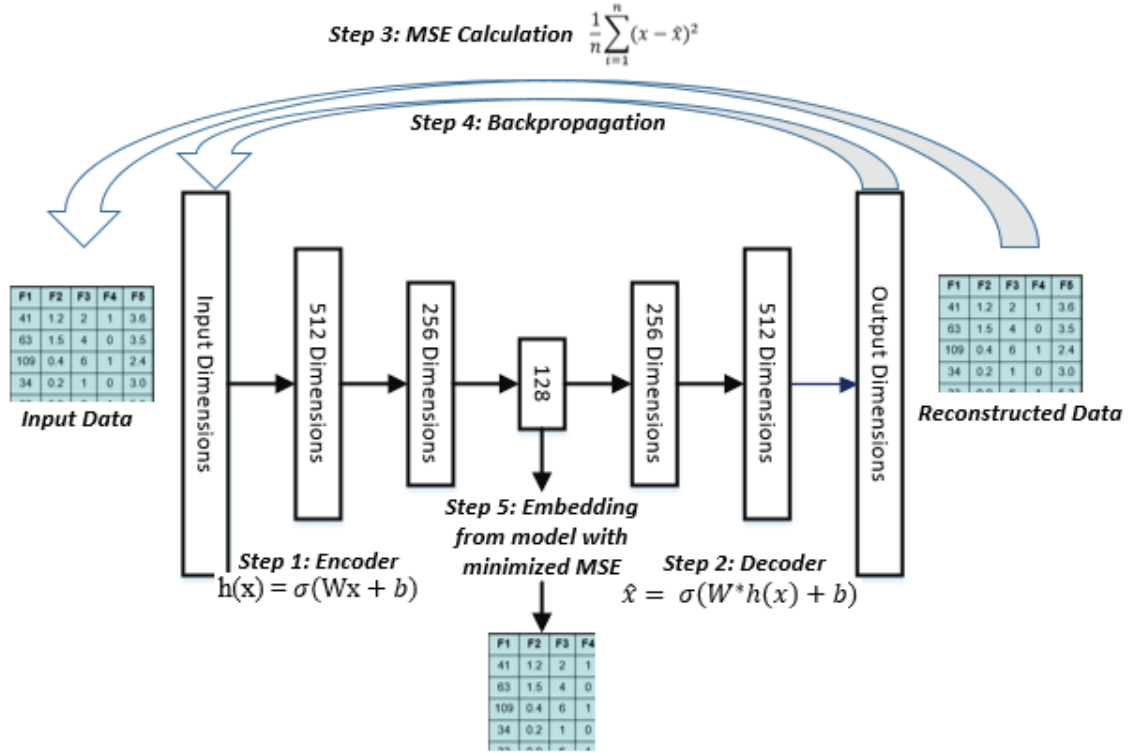 Step 3: MSE Calculation
\frac{1}{n}\sum_{i=1}^{n}(x - \hat{x})^2
Step 4: Backpropagation
F1 F2 F3 F4 F5
41 1.2 2 1 3.6
63 1.5 4 0 3.5
109 0.4 6 1 2.4
34 0.2 1 0 3.0
Input Data
Input Dimensions
512 Dimensions
256 Dimensions
128
256 Dimensions
512 Dimensions
Output Dimensions
F1 F2 F3 F4 F5
41 1.2 2 1 3.6
63 1.5 4 0 3.5
109 0.4 6 1 2.4
34 0.2 1 0 3.0
Reconstructed Data
Step 1: Encoder
h(x) = σ(Wx + b)
Step 5: Embedding
from model with
minimized MSE
Step 2: Decoder
x̂ = σ(W*h(x) + b)
F1 F2 F3 F4
41 1.2 2 1
63 1.5 4 0
109 0.4 6 1
34 0.2 1 0